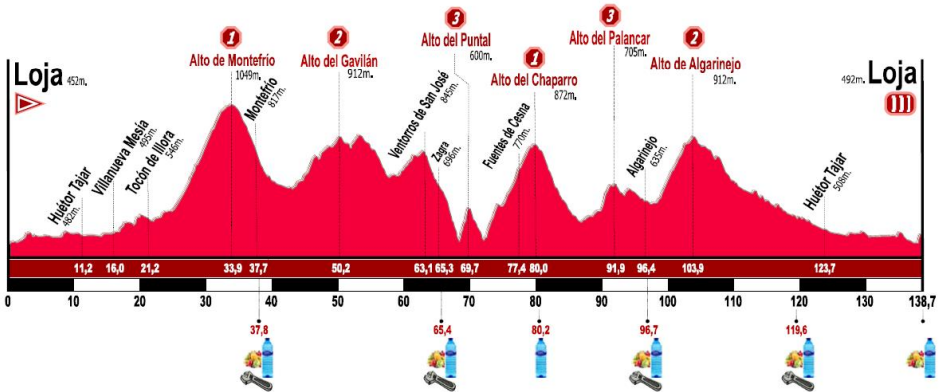 Loja 452m.
1
Alto de Montefrío
1049m.
2
Alto del Gavilán
912m.
3
Alto del Puntal
600m.
1
Alto del Chaparro
872m.
3
Alto del Palancar
705m.
2
Alto de Algarinejo
912m.
492m. Loja
Huétor Tajar
482m.
Villanueva Mesía
495m.
Tocón de Illora
546m.
Montefrío
817m.
Ventorros de San José
845m.
Zagra
696m.
Fuentes de Cesna
770m.
Algarinejo
635m.
Huétor Tajar
508m.
11,2 16,0 21,2 33,9 37,7 50,2 63,1 65,3 69,7 77,4 80,0 91,9 96,4 103,9 123,7
0 10 20 30 40 50 60 70 80 90 100 110 120 130 138,7
37,8 65,4 80,2 96,7 119,6